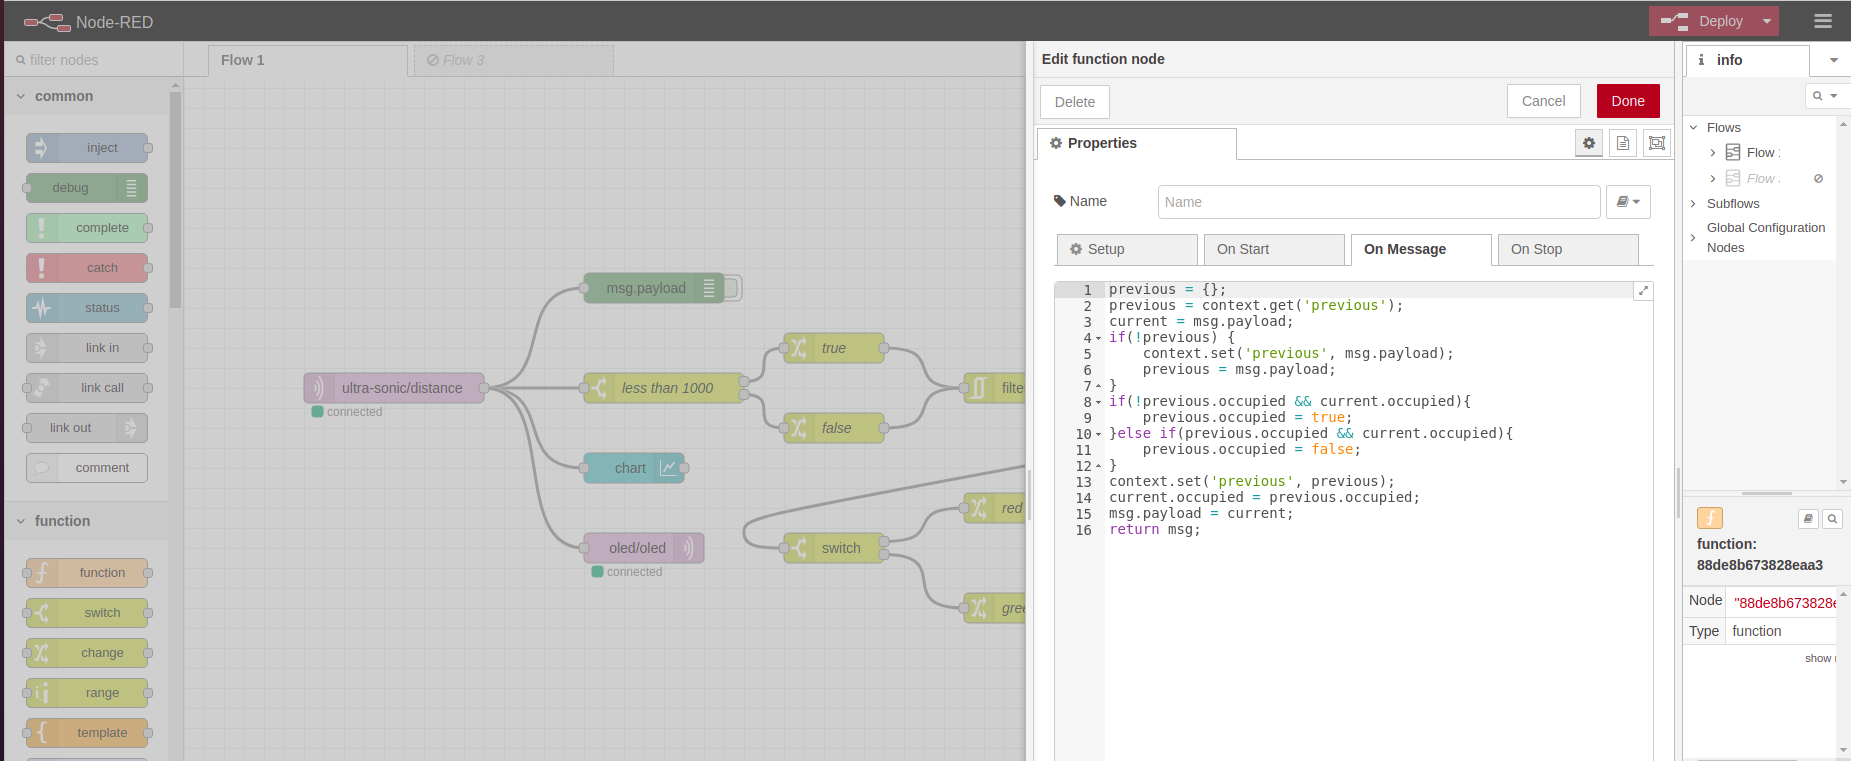 Node-RED
Deploy
filter nodes
Flow 1
Flow 3
common
inject
debug
complete
catch
status
link in
link call
link out
comment
function
function
switch
change
range
template
msg.payload
ultra-sonic/distance
connected
less than 1000
true
false
filte
chart
oled/oled
connected
switch
red
gree
Edit function node
Delete
Cancel
Done
Properties
Name
Name
Setup
On Start
On Message
On Stop
1 previous = {};
2 previous = context.get('previous');
3 current = msg.payload;
4 if(!previous) {
5 context.set('previous', msg.payload);
6 previous = msg.payload;
7 }
8 if(!previous.occupied && current.occupied){
9 previous.occupied = true;
10 }else if(previous.occupied && current.occupied){
11 previous.occupied = false;
12 }
13 context.set('previous', previous);
14 current.occupied = previous.occupied;
15 msg.payload = current;
16 return msg;
info
Flows
Flow
Flow
Subflows
Global Configuration
Nodes
function:
88de8b673828eaa3
Node "88de8b673828e
Type function
show